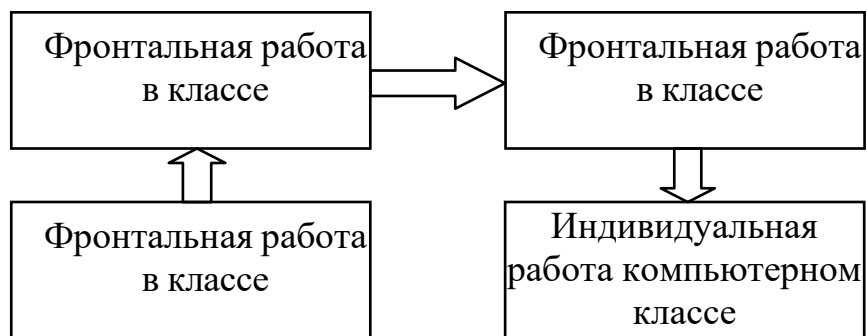 Фронтальная работа
в классе
Фронтальная работа
в классе
Фронтальная работа
в классе
Индивидуальная
работа компьютерном
классе